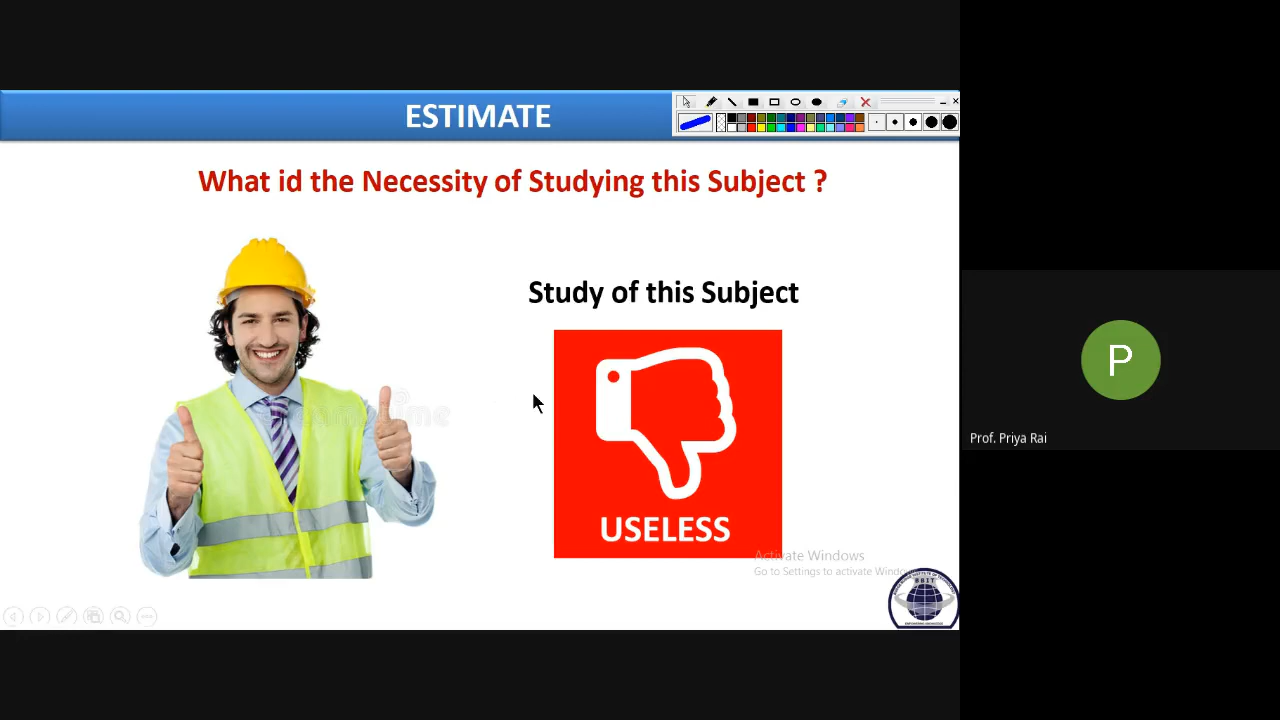 ESTIMATE
What id the Necessity of Studying this Subject ?
Study of this Subject
USELESS
Activate Windows
Go to Settings to activate Windows
BBIT
P
Prof. Priya Rai